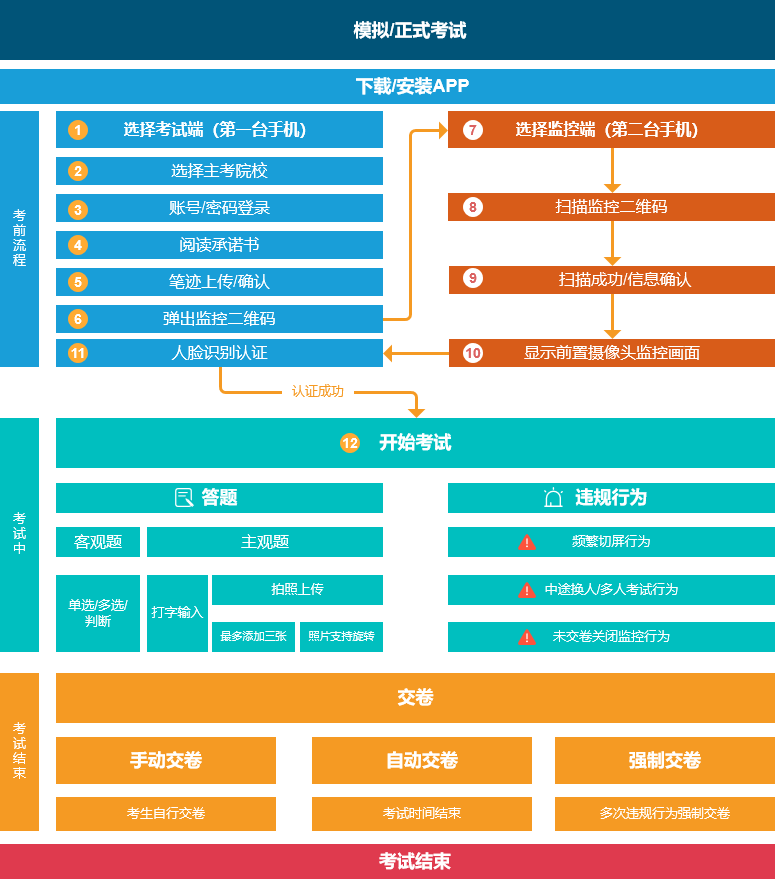 模拟/正式考试
下载/安装APP
考前流程
1 选择考试端（第一台手机）
2 选择主考院校
3 账号/密码登录
4 阅读承诺书
5 笔迹上传/确认
6 弹出监控二维码
7 选择监控端（第二台手机）
8 扫描监控二维码
9 扫描成功/信息确认
10 显示前置摄像头监控画面
11 人脸识别认证
认证成功
考试中
12 开始考试
答题
客观题
主观题
单选/多选/
判断
打字输入
拍照上传
最多添加三张
照片支持旋转
违规行为
频繁切屏行为
中途换人/多人考试行为
未交卷关闭监控行为
考试结束
交卷
手动交卷
自动交卷
强制交卷
考生自行交卷
考试时间结束
多次违规行为强制交卷
考试结束